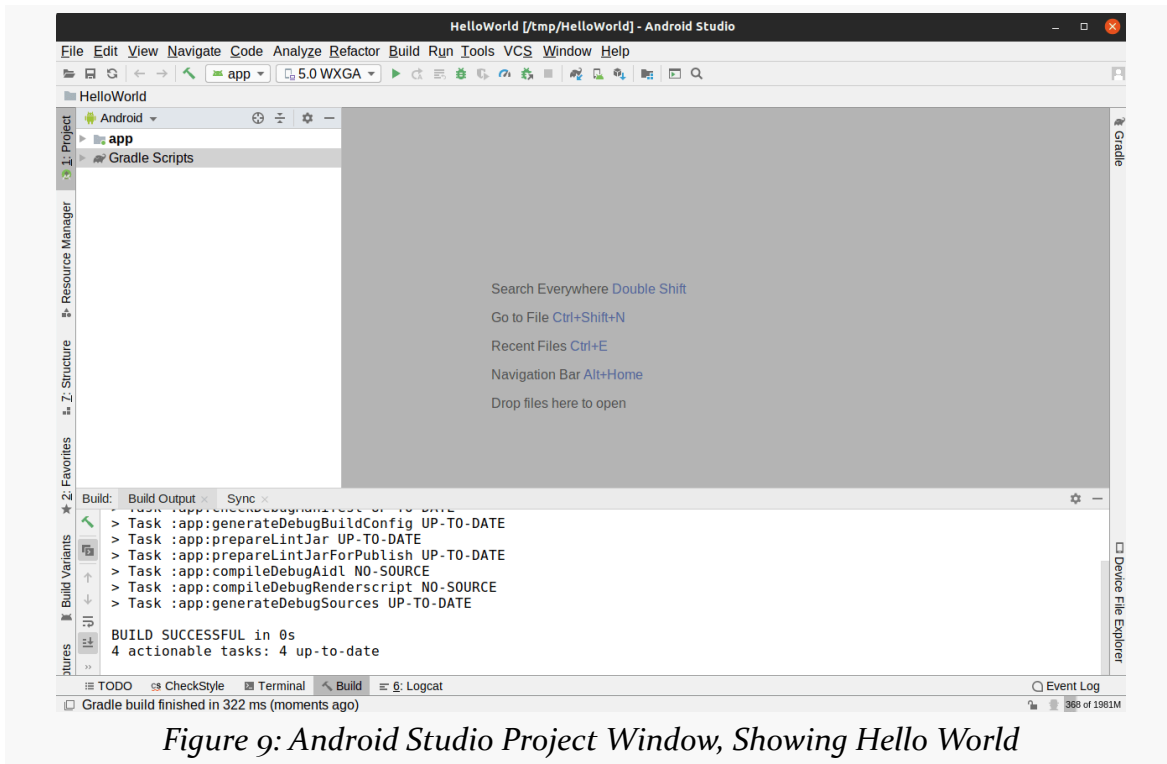 HelloWorld [/tmp/HelloWorld] - Android Studio
File Edit View Navigate Code Analyze Refactor Build Run Tools VCS Window Help
app 5.0 WXGA
HelloWorld
1: Project
Resource Manager
7: Structure
2: Favorites
Build Variants
Android
app
Gradle Scripts
Search Everywhere Double Shift
Go to File Ctrl+Shift+N
Recent Files Ctrl+E
Navigation Bar Alt+Home
Drop files here to open
Gradle
Device File Explorer
Build: Build Output Sync
> Task :app:checkDebugManifest UP-TO-DATE
> Task :app:generateDebugBuildConfig UP-TO-DATE
> Task :app:prepareLintJar UP-TO-DATE
> Task :app:prepareLintJarForPublish UP-TO-DATE
> Task :app:compileDebugAidl NO-SOURCE
> Task :app:compileDebugRenderscript NO-SOURCE
> Task :app:generateDebugSources UP-TO-DATE
BUILD SUCCESSFUL in 0s
4 actionable tasks: 4 up-to-date
TODO CheckStyle Terminal Build 6: Logcat Event Log
Gradle build finished in 322 ms (moments ago) 368 of 1981M
Figure 9: Android Studio Project Window, Showing Hello World